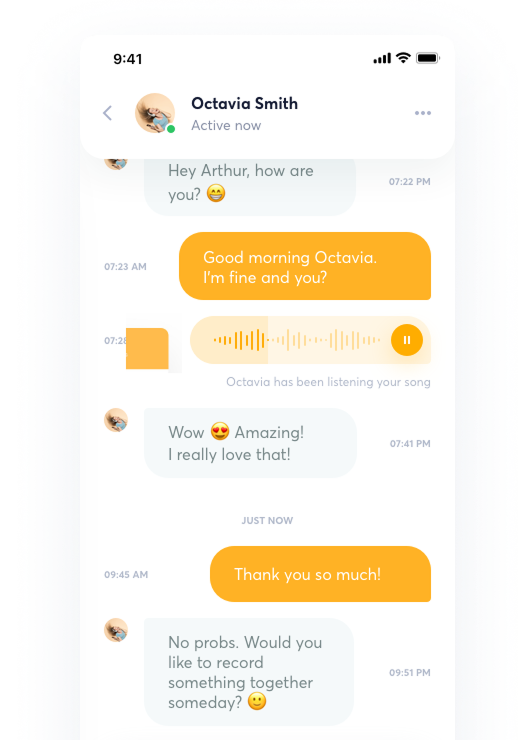 9:41
Octavia Smith
Active now
Hey Arthur, how are
you? 😁
07:22 PM
07:23 AM
Good morning Octavia.
I'm fine and you?
Octavia has been listening your song
Wow 😍 Amazing!
I really love that!
07:41 PM
JUST NOW
09:45 AM
Thank you so much!
No probs. Would you
like to record
something together
someday? 🙂
09:51 PM